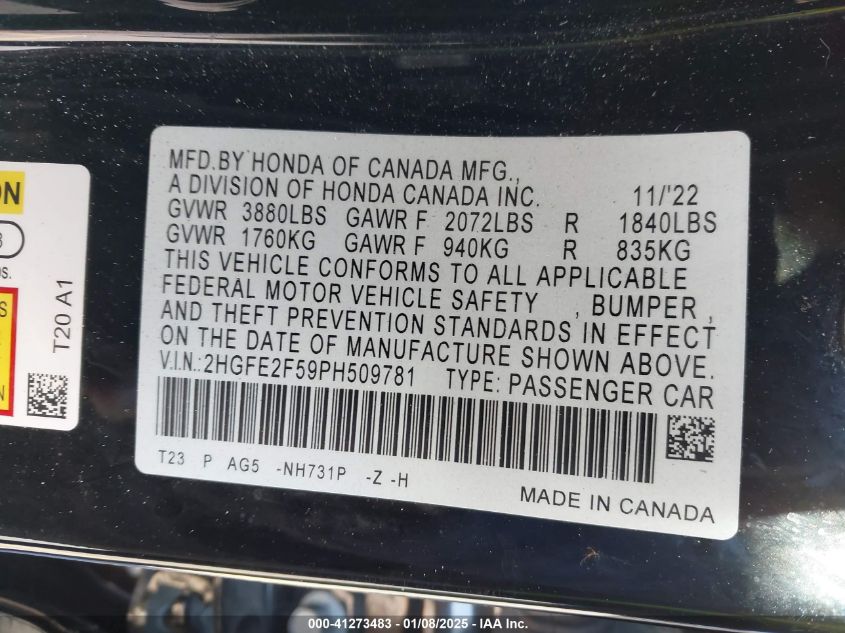 MFD.BY HONDA OF CANADA MFG.,
A DIVISION OF HONDA CANADA INC. 11/'22
GVWR 3880LBS GAWR F 2072LBS R 1840LBS
GVWR 1760KG GAWR F 940KG R 835KG
THIS VEHICLE CONFORMS TO ALL APPLICABLE
FEDERAL MOTOR VEHICLE SAFETY , BUMPER ,
AND THEFT PREVENTION STANDARDS IN EFFECT
ON THE DATE OF MANUFACTURE SHOWN ABOVE.
V.I.N.:2HGFE2F59PH509781 TYPE: PASSENGER CAR
T23 P AG5 -NH731P -Z -H
MADE IN CANADA
T20 A1
000-41273483 - 01/08/2025 - IAA Inc.